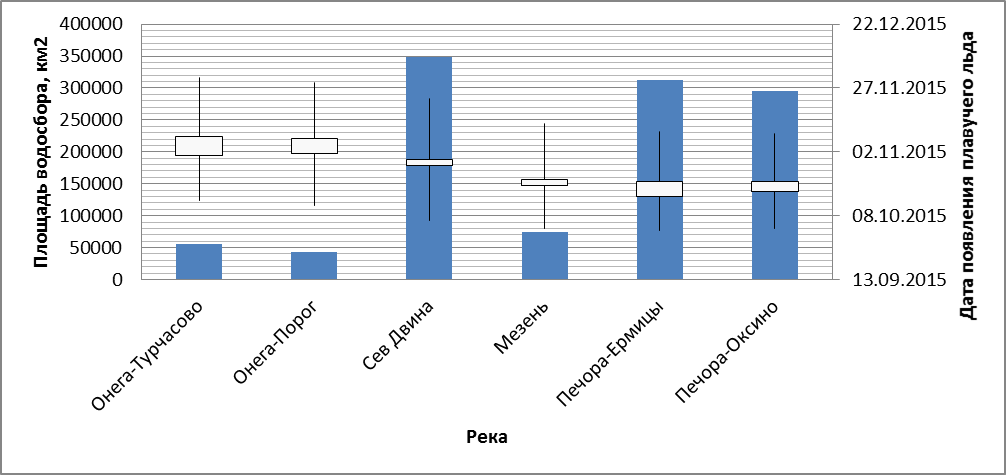 Площадь водосбора, км2
400000
350000
300000
250000
200000
150000
100000
50000
0
22.12.2015
27.11.2015
02.11.2015
08.10.2015
13.09.2015
Дата появления плавучего льда
Онега-Турчасово
Онега-Порог
Сев Двина
Мезень
Печора-Ермицы
Печора-Оксино
Река